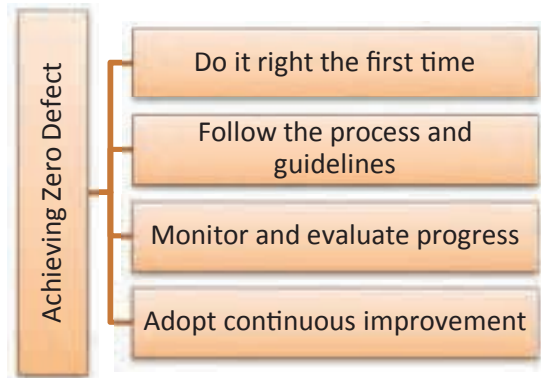 Achieving Zero Defect
Do it right the first time
Follow the process and
guidelines
Monitor and evaluate progress
Adopt continuous improvement